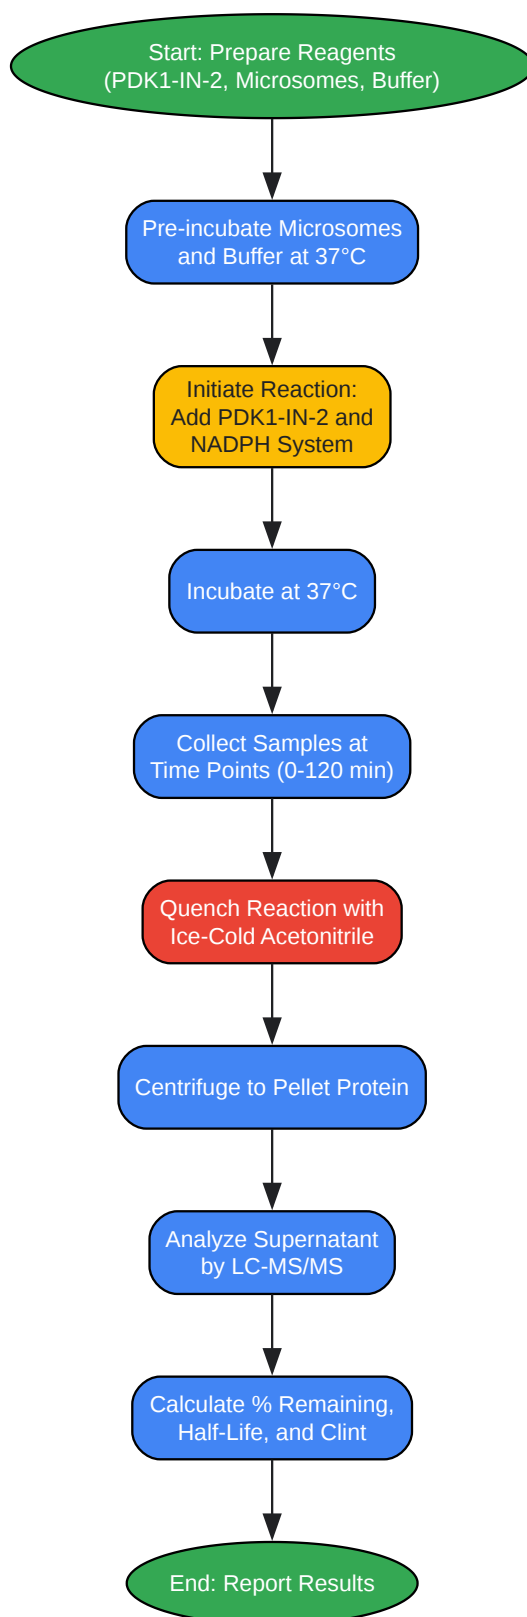 Start: Prepare Reagents
(PDK1-IN-2, Microsomes, Buffer)
Pre-incubate Microsomes
and Buffer at 37°C
Initiate Reaction:
Add PDK1-IN-2 and
NADPH System
Incubate at 37°C
Collect Samples at
Time Points (0-120 min)
Quench Reaction with
Ice-Cold Acetonitrile
Centrifuge to Pellet Protein
Analyze Supernatant
by LC-MS/MS
Calculate % Remaining,
Half-Life, and Clint
End: Report Results